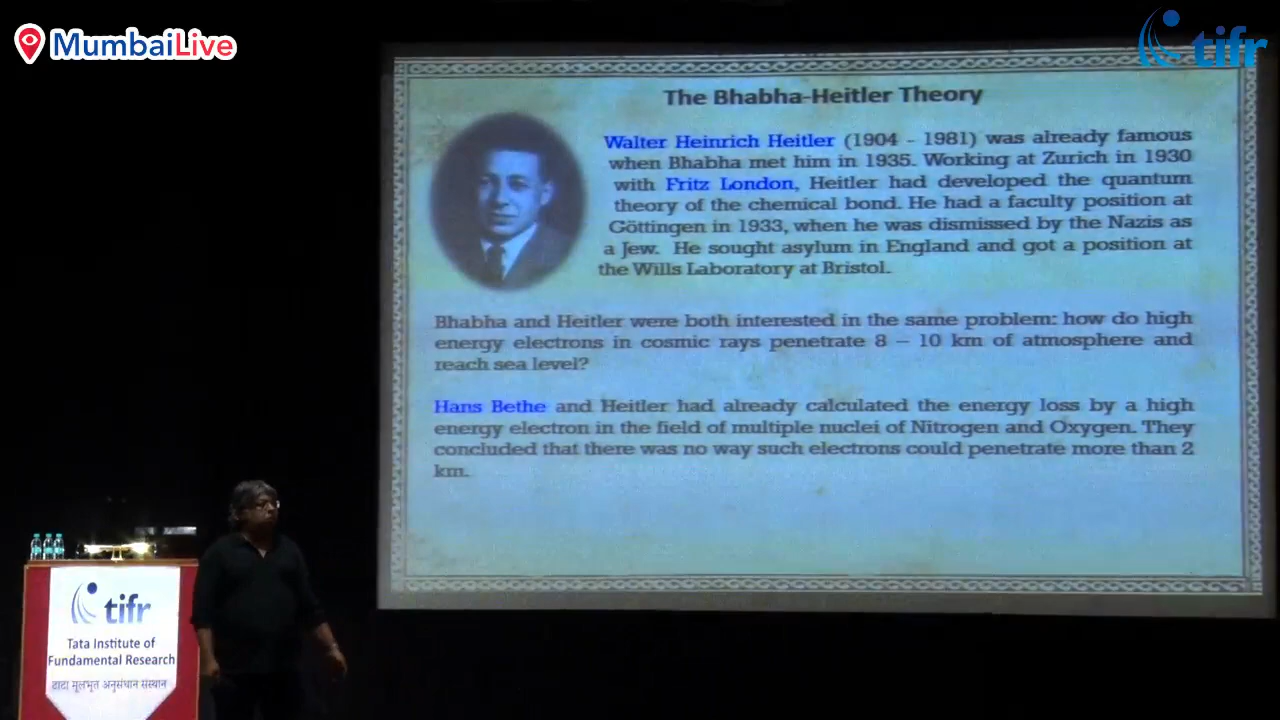 MumbaiLive
tifr
The Bhabha-Heitler Theory
Walter Heinrich Heitler (1904 - 1981) was already famous
when Bhabha met him in 1935. Working at Zurich in 1930
with Fritz London, Heitler had developed the quantum
theory of the chemical bond. He had a faculty position at
Göttingen in 1933, when he was dismissed by the Nazis as
a Jew. He sought asylum in England and got a position at
the Wills Laboratory at Bristol.
Bhabha and Heitler were both interested in the same problem: how do high
energy electrons in cosmic rays penetrate 8 – 10 km of atmosphere and
reach sea level?
Hans Bethe and Heitler had already calculated the energy loss by a high
energy electron in the field of multiple nuclei of Nitrogen and Oxygen. They
concluded that there was no way such electrons could penetrate more than 2
km.
tifr
Tata Institute of
Fundamental Research
टाटा मूलभूत अनुसंधान संस्थान